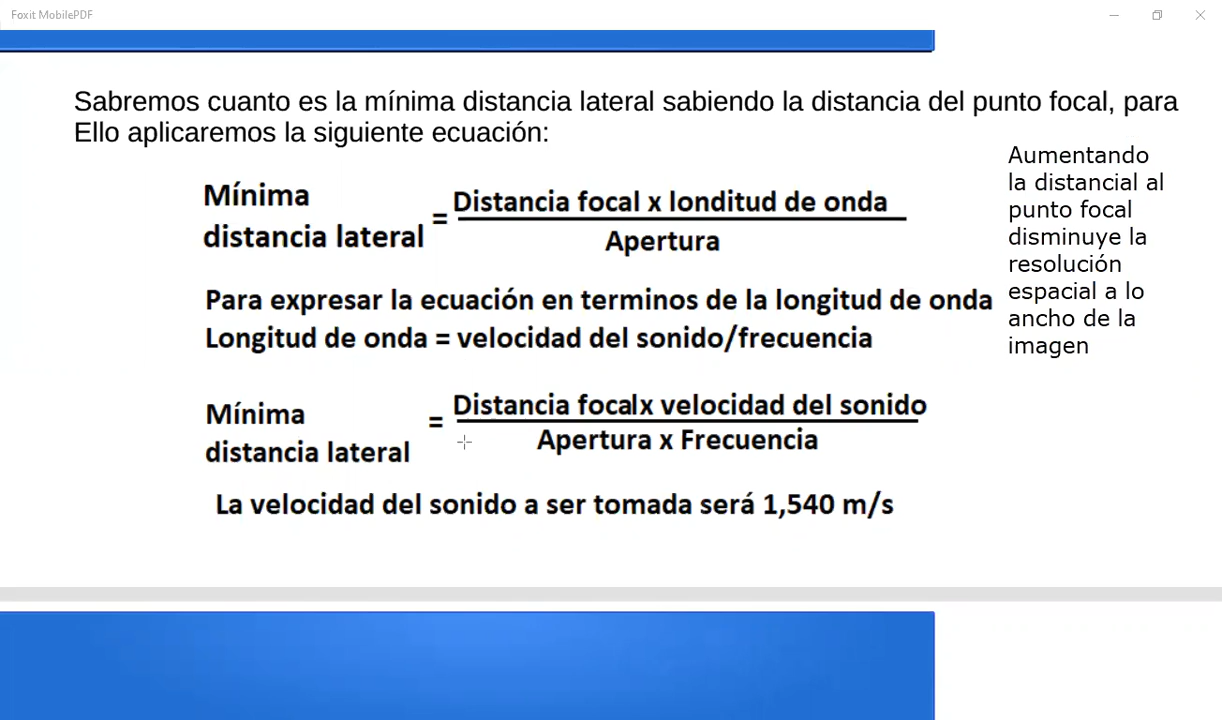 Foxit MobilePDF
Sabremos cuanto es la mínima distancia lateral sabiendo la distancia del punto focal, para
Ello aplicaremos la siguiente ecuación:
Mínima
distancia lateral
=
Distancia focal x londitud de onda
Apertura
Para expresar la ecuación en terminos de la longitud de onda
Longitud de onda = velocidad del sonido/frecuencia
Mínima
distancia lateral
=
Distancia focalx velocidad del sonido
Apertura x Frecuencia
La velocidad del sonido a ser tomada será 1,540 m/s
Aumentando
la distancial al
punto focal
disminuye la
resolución
espacial a lo
ancho de la
imagen